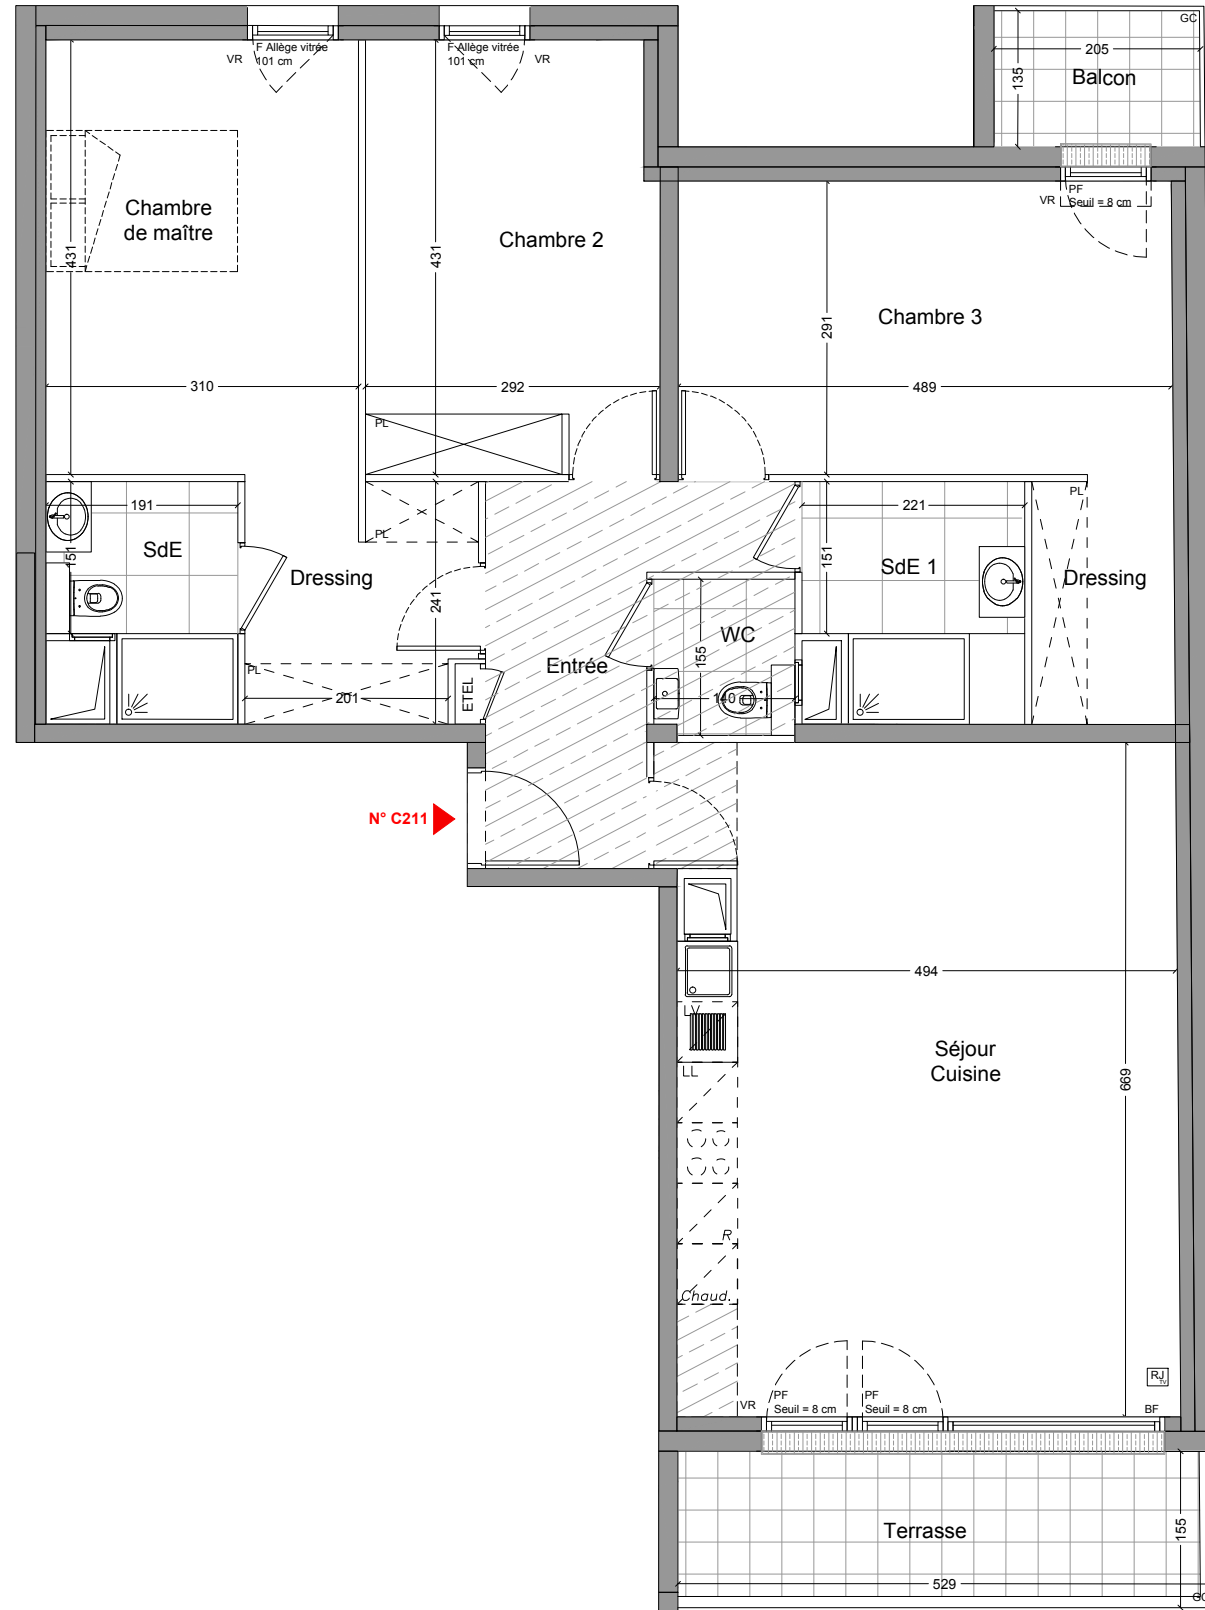 F Allège vitrée
101 cm
VR
F Allège vitrée
101 cm
VR
GC
205
135
Balcon
PF
Seuil = 8 cm
VR
Chambre
de maître
431
Chambre 2
431
Chambre 3
291
310
292
489
PL
191
151
SdE
PL
Dressing
241
221
151
SdE 1
PL
Dressing
WC
155
140
Entrée
PL
201
ETEL
N° C211
494
LV
LL
Séjour
Cuisine
669
R
Chaud.
RJ
TV
VR
PF
Seuil = 8 cm
PF
Seuil = 8 cm
BF
Terrasse
155
529
GC